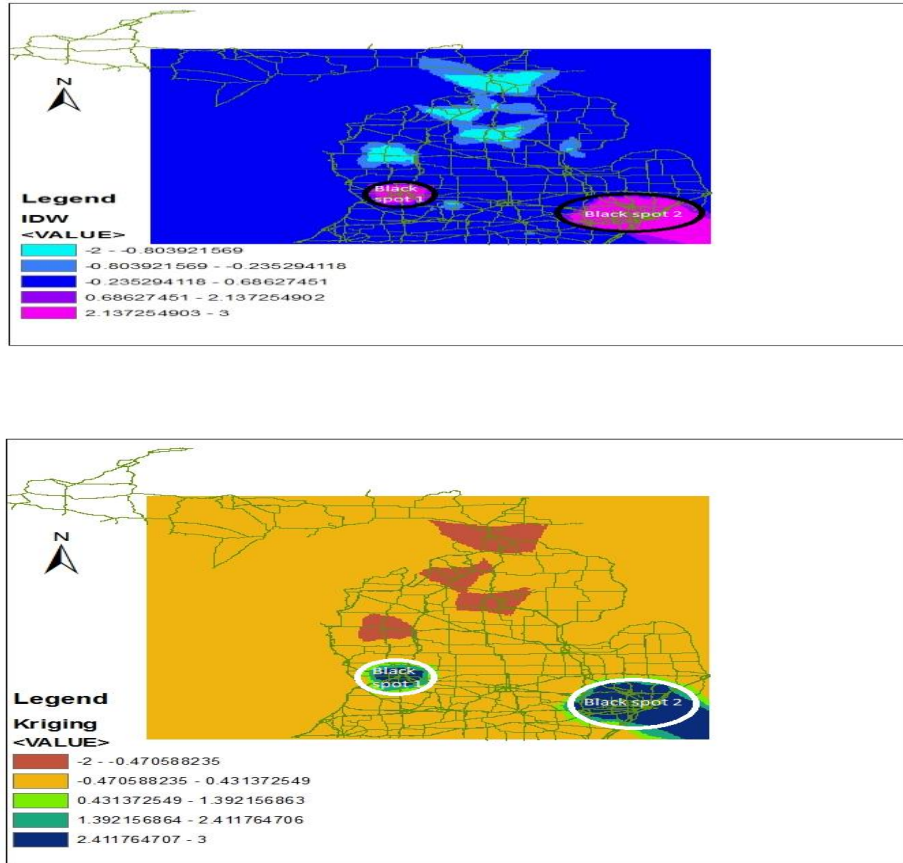 N
Black
spot 1
Black spot 2
Legend
IDW
<VALUE>
-2 - -0.803921569
-0.803921569 - -0.235294118
-0.235294118 - 0.68627451
0.68627451 - 2.137254902
2.137254903 - 3
N
Black
spot 1
Black spot 2
Legend
Kriging
<VALUE>
-2 - -0.470588235
-0.470588235 - 0.431372549
0.431372549 - 1.392156863
1.392156864 - 2.411764706
2.411764707 - 3